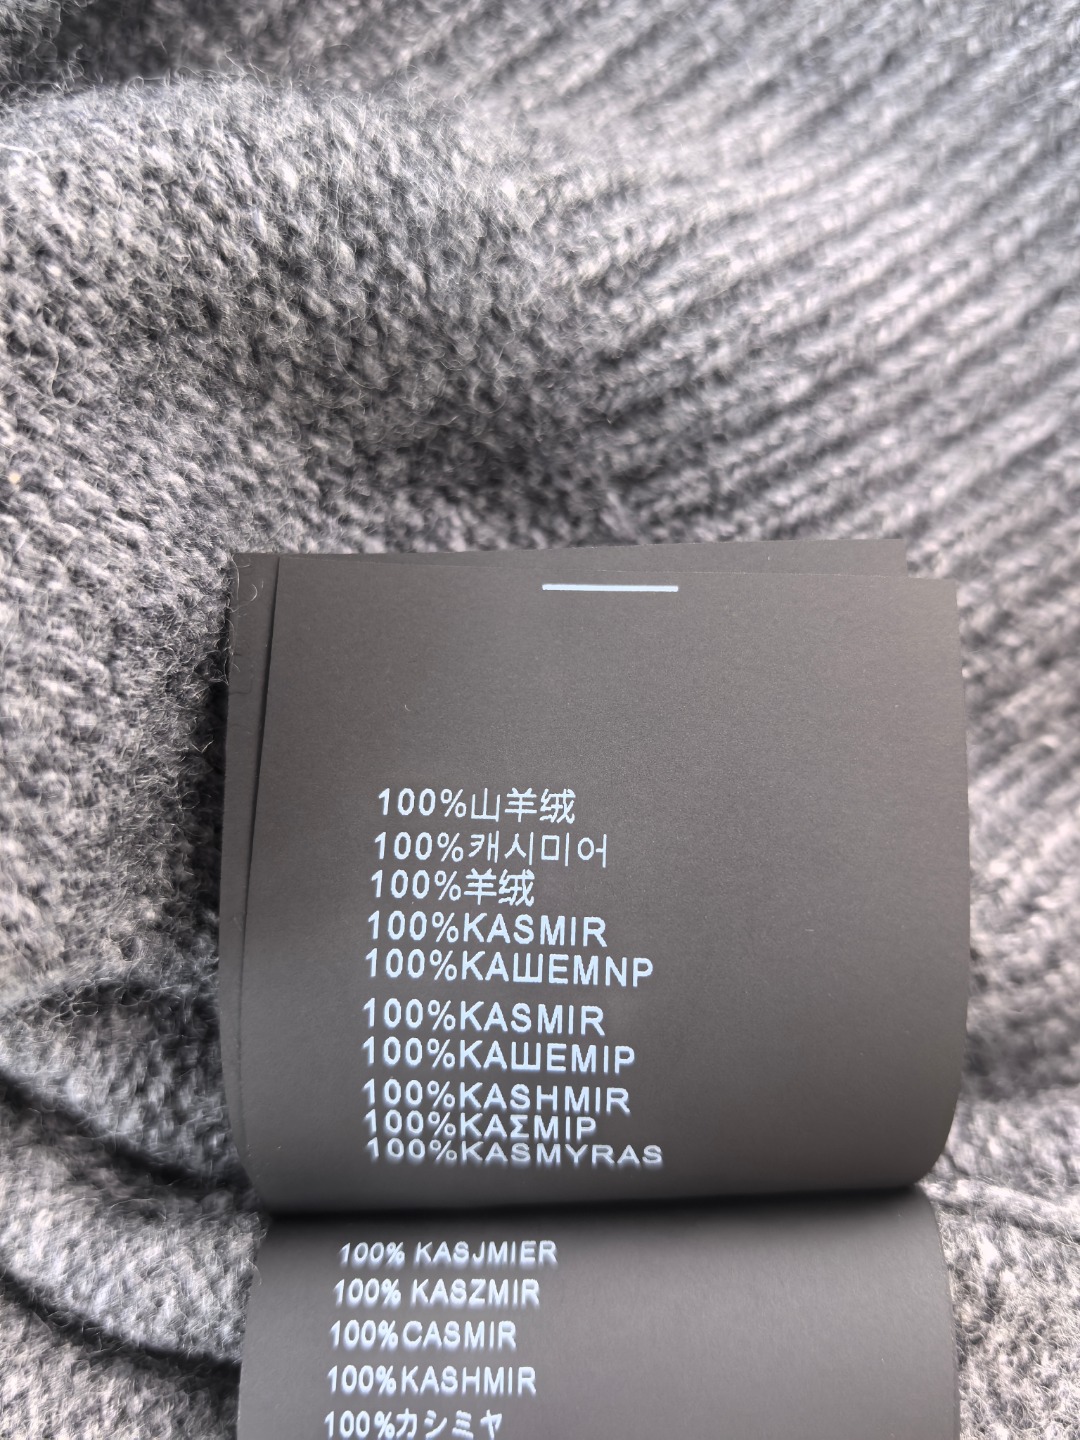 100%山羊绒
100%캐시미어
100%羊绒
100%KASMIR
100%KAШEMNP
100%KASMIR
100%KAШEMIP
100%KASHMIR
100%KAΣMIP
100%KASMYRAS
100% KASJMIER
100% KASZMIR
100%CASMIR
100%KASHMIR
100%カシミヤ